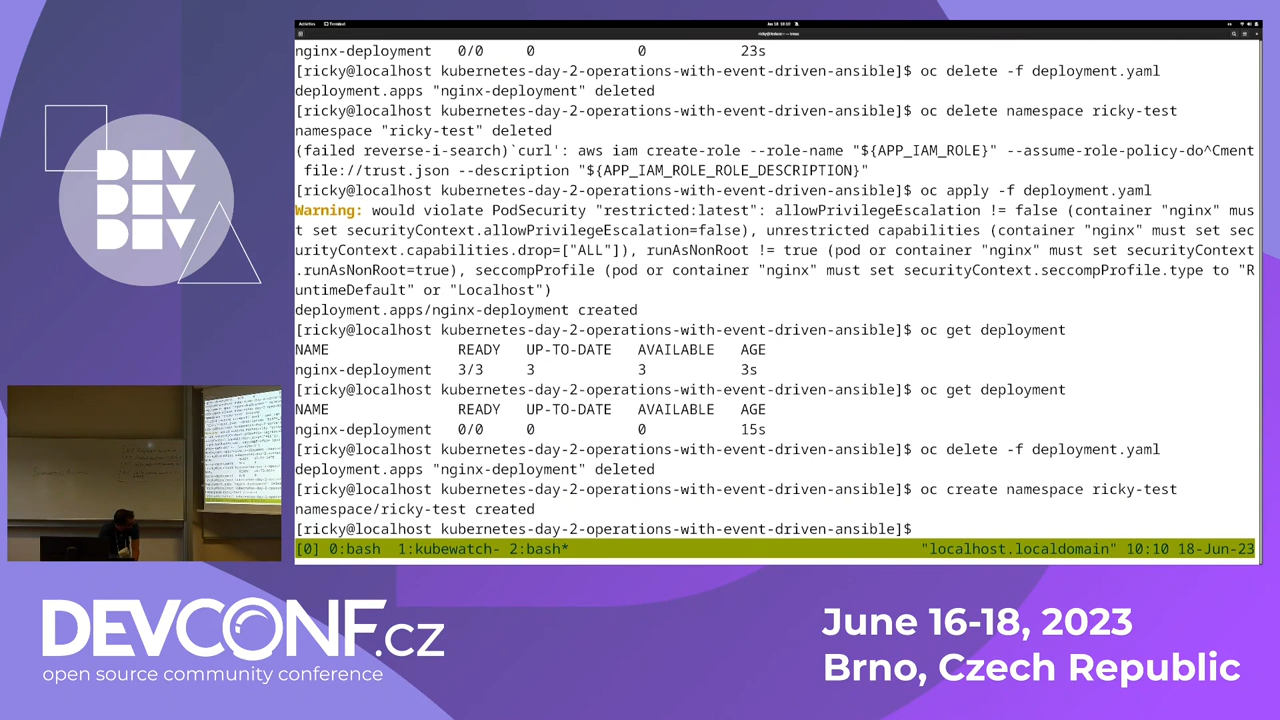 Activities Terminal Jun 18 10:10
ricky@fedora:~ — tmux
nginx-deployment 0/0 0 0 23s
[ricky@localhost kubernetes-day-2-operations-with-event-driven-ansible]$ oc delete -f deployment.yaml
deployment.apps "nginx-deployment" deleted
[ricky@localhost kubernetes-day-2-operations-with-event-driven-ansible]$ oc delete namespace ricky-test
namespace "ricky-test" deleted
(failed reverse-i-search)`curl': aws iam create-role --role-name "${APP_IAM_ROLE}" --assume-role-policy-do^Cment
file://trust.json --description "${APP_IAM_ROLE_ROLE_DESCRIPTION}"
[ricky@localhost kubernetes-day-2-operations-with-event-driven-ansible]$ oc apply -f deployment.yaml
Warning: would violate PodSecurity "restricted:latest": allowPrivilegeEscalation != false (container "nginx" mus
t set securityContext.allowPrivilegeEscalation=false), unrestricted capabilities (container "nginx" must set sec
urityContext.capabilities.drop=["ALL"]), runAsNonRoot != true (pod or container "nginx" must set securityContext
.runAsNonRoot=true), seccompProfile (pod or container "nginx" must set securityContext.seccompProfile.type to "R
untimeDefault" or "Localhost")
deployment.apps/nginx-deployment created
[ricky@localhost kubernetes-day-2-operations-with-event-driven-ansible]$ oc get deployment
NAME READY UP-TO-DATE AVAILABLE AGE
nginx-deployment 3/3 3 3 3s
[ricky@localhost kubernetes-day-2-operations-with-event-driven-ansible]$ oc get deployment
NAME READY UP-TO-DATE AVAILABLE AGE
nginx-deployment 0/0 0 0 15s
[ricky@localhost kubernetes-day-2-operations-with-event-driven-ansible]$ oc delete -f deployment.yaml
deployment.apps "nginx-deployment" deleted
[ricky@localhost kubernetes-day-2-operations-with-event-driven-ansible]$ oc create namespace ricky-test
namespace/ricky-test created
[ricky@localhost kubernetes-day-2-operations-with-event-driven-ansible]$
[0] 0:bash 1:kubewatch- 2:bash* "localhost.localdomain" 10:10 18-Jun-23
DEV
DEV
DEV
DEVCONF.cz
open source community conference
June 16-18, 2023
Brno, Czech Republic